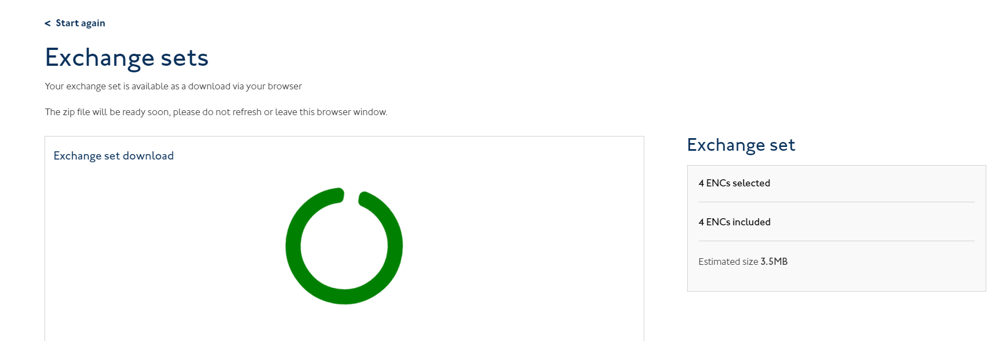 < Start again
Exchange sets
Your exchange set is available as a download via your browser
The zip file will be ready soon, please do not refresh or leave this browser window.
Exchange set download
Exchange set
4 ENCs selected
4 ENCs included
Estimated size 3.5MB